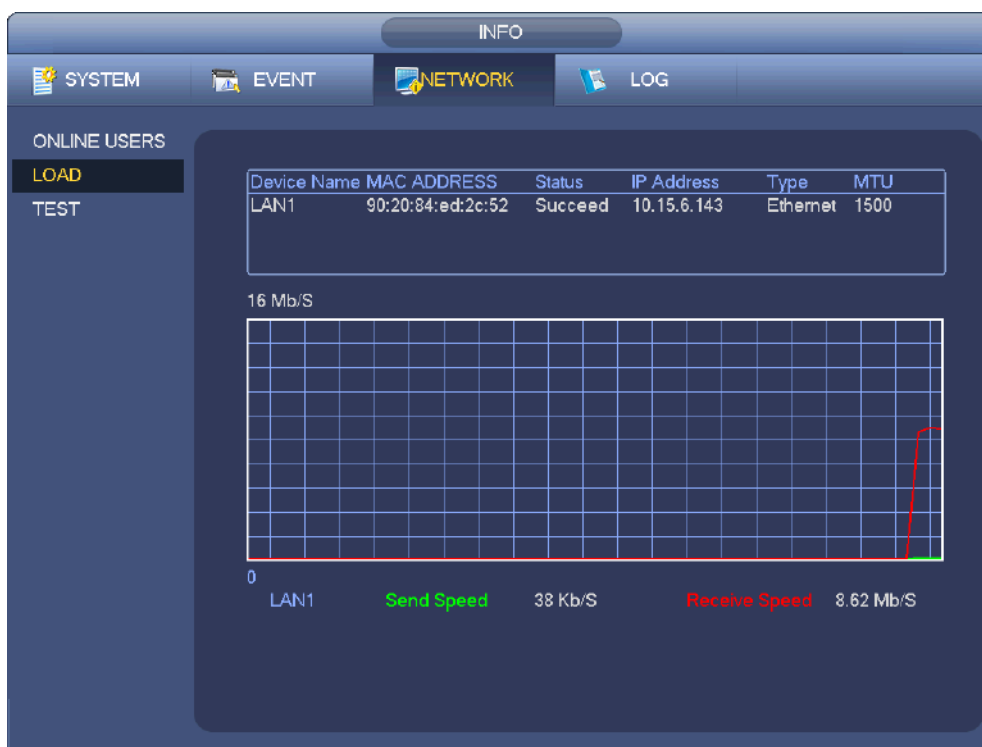 INFO
SYSTEM EVENT NETWORK LOG
ONLINE USERS
LOAD
TEST
Device Name MAC ADDRESS Status IP Address Type MTU
LAN1 90:20:84:ed:2c:52 Succeed 10.15.6.143 Ethernet 1500
16 Mb/S
0
LAN1 Send Speed 38 Kb/S Receive Speed 8.62 Mb/S